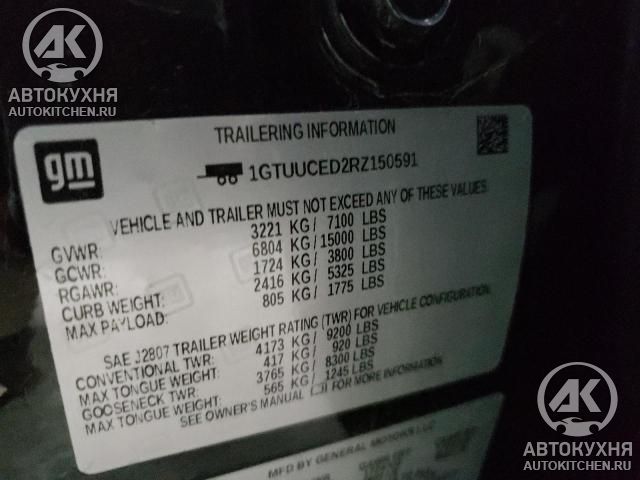 АК
АВТОКУХНЯ
AUTOKITCHEN.RU
gm
TRAILERING INFORMATION
1GTUUCED2RZ150591
VEHICLE AND TRAILER MUST NOT EXCEED ANY OF THESE VALUES.
GVWR: 3221 KG/ 7100 LBS
GCWR: 6804 KG/ 15000 LBS
RGAWR: 1724 KG/ 3800 LBS
CURB WEIGHT: 2416 KG/ 5325 LBS
MAX PAYLOAD: 805 KG/ 1775 LBS
SAE J2807 TRAILER WEIGHT RATING (TWR) FOR VEHICLE CONFIGURATION.
CONVENTIONAL TWR: 4173 KG/ 9200 LBS
MAX TONGUE WEIGHT: 417 KG/ 920 LBS
GOOSENECK TWR: 3765 KG/ 8300 LBS
MAX TONGUE WEIGHT: 565 KG/ 1245 LBS
SEE OWNER'S MANUAL FOR MORE INFORMATION
MFD BY GENERAL MOTORS LLC
АК
АВТОКУХНЯ
AUTOKITCHEN.RU